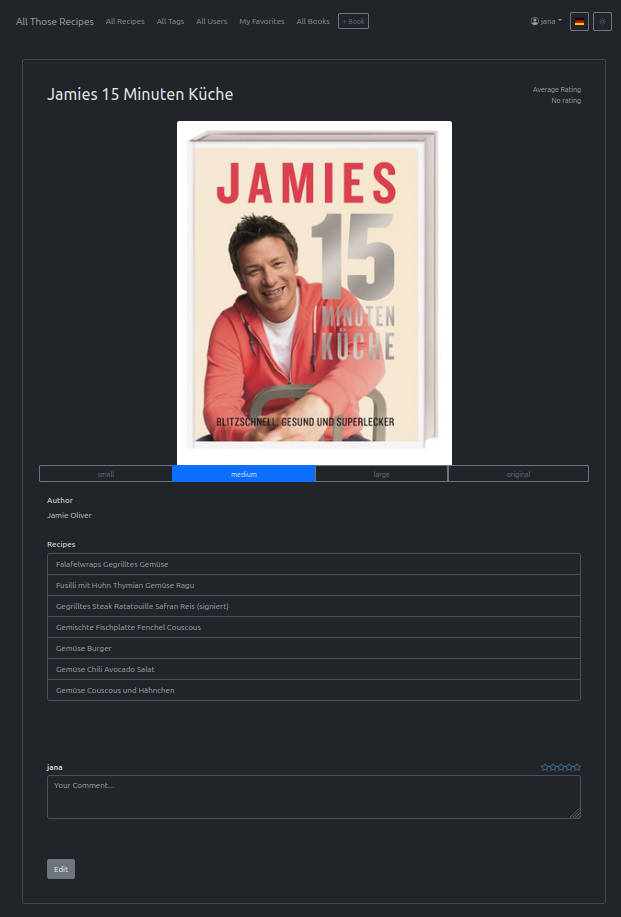 All Those Recipes All Recipes All Tags All Users My Favorites All Books + Book jana
Jamies 15 Minuten Küche
Average Rating
No rating
JAMIES
15
MINUTEN
KÜCHE
BLITZSCHNELL, GESUND UND SUPERLECKER
small medium large original
Author
Jamie Oliver
Recipes
Falafelwraps Gegrilltes Gemüse
Fusilli mit Huhn Thymian Gemüse Ragu
Gegrilltes Steak Ratatouille Safran Reis (signiert)
Gemischte Fischplatte Fenchel Couscous
Gemüse Burger
Gemüse Chili Avocado Salat
Gemüse Couscous und Hähnchen
jana
Your Comment...
Edit